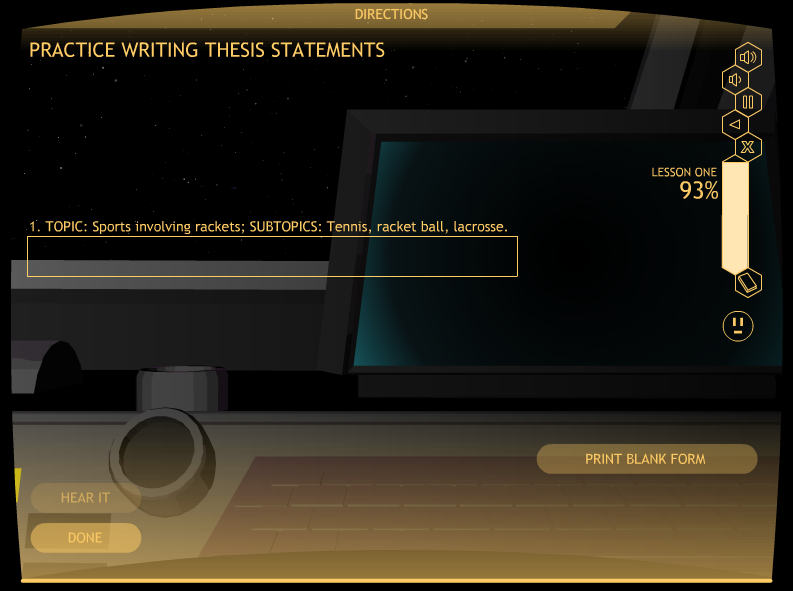 DIRECTIONS
PRACTICE WRITING THESIS STATEMENTS
LESSON ONE
93%
1. TOPIC: Sports involving rackets; SUBTOPICS: Tennis, racket ball, lacrosse.
PRINT BLANK FORM
HEAR IT
DONE